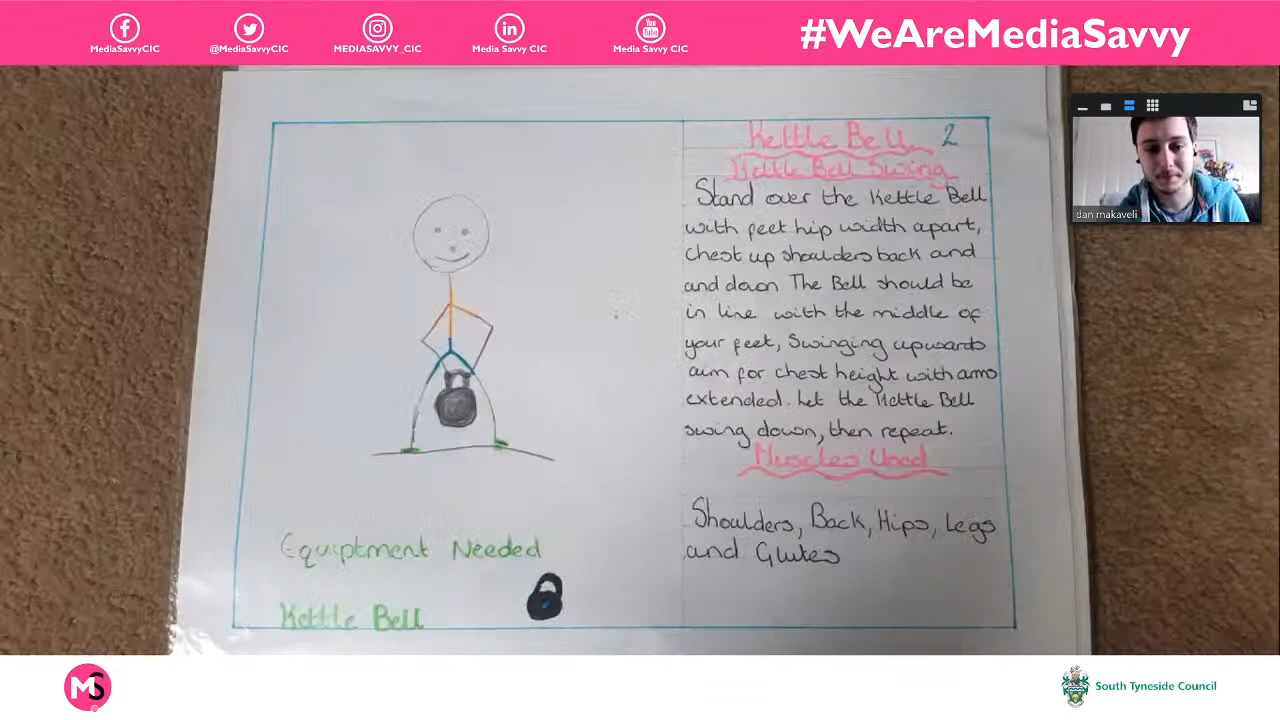 MediaSavvyCIC
@MediaSavvyCIC
MEDIASAVVY_CIC
Media Savvy CIC
You
Tube
Media Savvy CIC
#WeAreMediaSavvy
dan makaveli
Kettle Bell 2
Kettle Bell Swing
Stand over the Kettle Bell
with feet hip width apart,
chest up shoulders back and
and down The Bell should be
in line with the middle of
your feet, Swinging upwards
aim for chest height with arms
extended. Let the Kettle Bell
swing down, then repeat.
Muscles Used
Shoulders, Back, Hips, Legs
and Glutes
Equiptment Needed
Kettle Bell
MS
South Tyneside Council